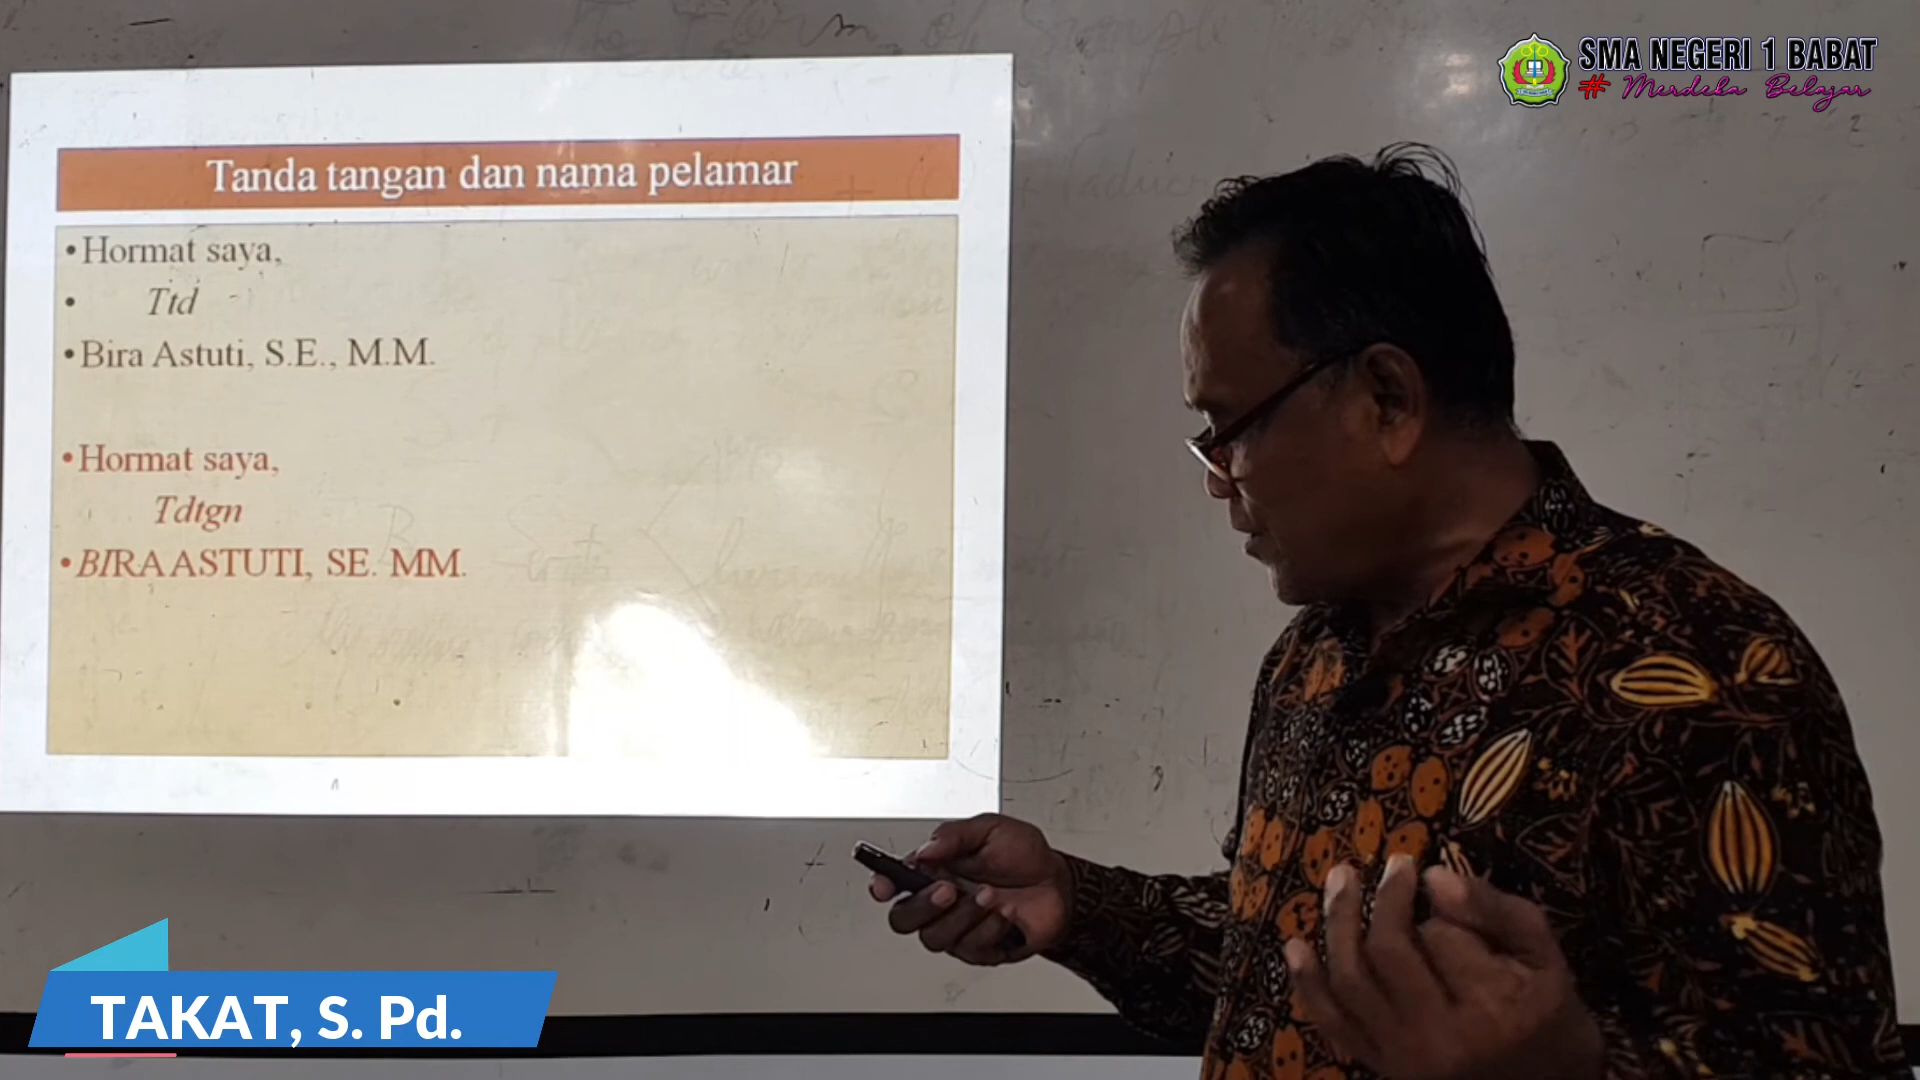 SMA NEGERI 1 BABAT
# Merdeka Belajar
Tanda tangan dan nama pelamar
•Hormat saya,
• Ttd
•Bira Astuti, S.E., M.M.
•Hormat saya,
Tdtgn
•BIRA ASTUTI, SE. MM.
TAKAT, S. Pd.